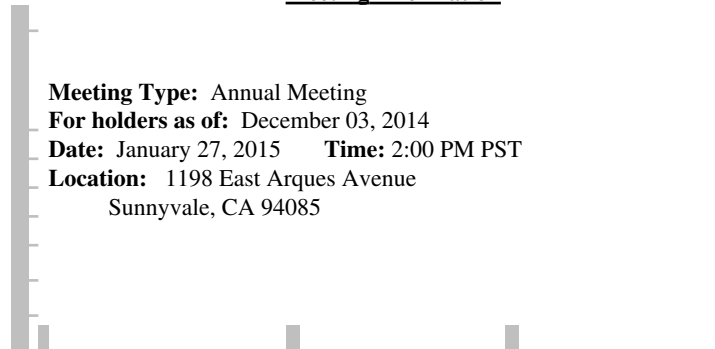 Meeting Type: Annual Meeting
For holders as of: December 03, 2014
Date: January 27, 2015 Time: 2:00 PM PST
Location: 1198 East Arques Avenue
Sunnyvale, CA 94085